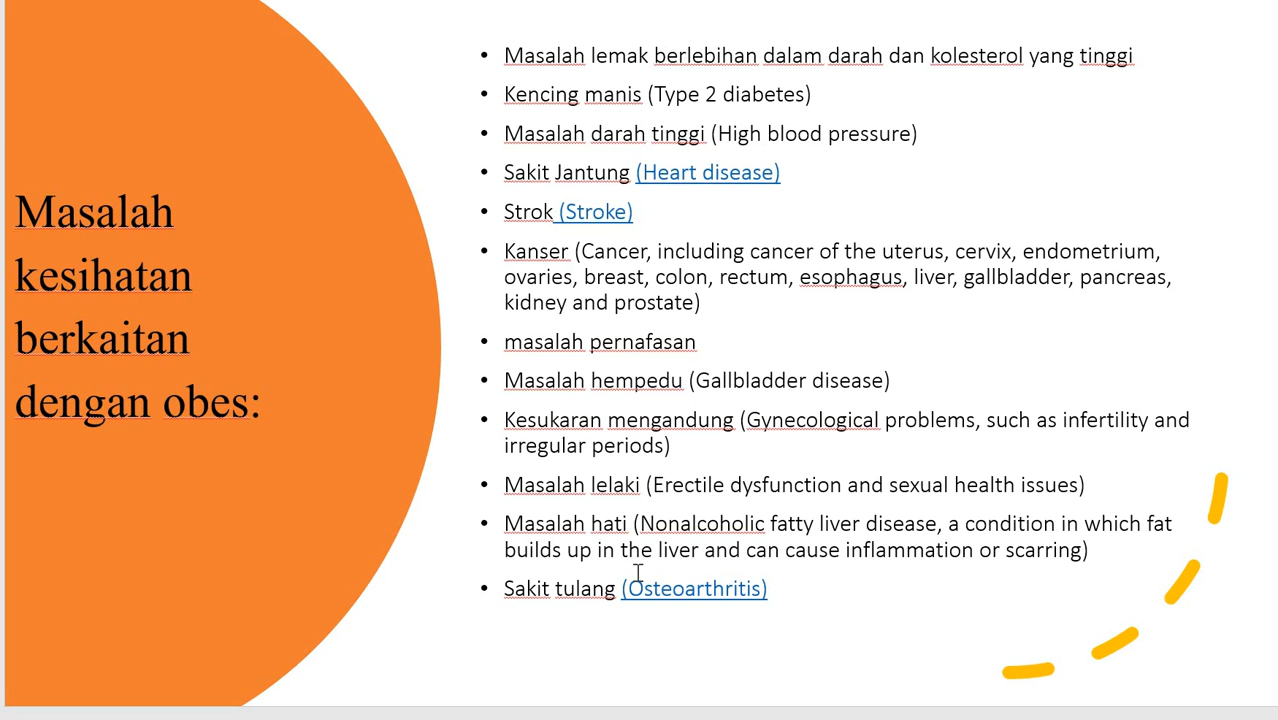 Masalah
kesihatan
berkaitan
dengan obes:
• Masalah lemak berlebihan dalam darah dan kolesterol yang tinggi
• Kencing manis (Type 2 diabetes)
• Masalah darah tinggi (High blood pressure)
• Sakit Jantung (Heart disease)
• Strok (Stroke)
• Kanser (Cancer, including cancer of the uterus, cervix, endometrium,
ovaries, breast, colon, rectum, esophagus, liver, gallbladder, pancreas,
kidney and prostate)
• masalah pernafasan
• Masalah hempedu (Gallbladder disease)
• Kesukaran mengandung (Gynecological problems, such as infertility and
irregular periods)
• Masalah lelaki (Erectile dysfunction and sexual health issues)
• Masalah hati (Nonalcoholic fatty liver disease, a condition in which fat
builds up in the liver and can cause inflammation or scarring)
• Sakit tulang (Osteoarthritis)